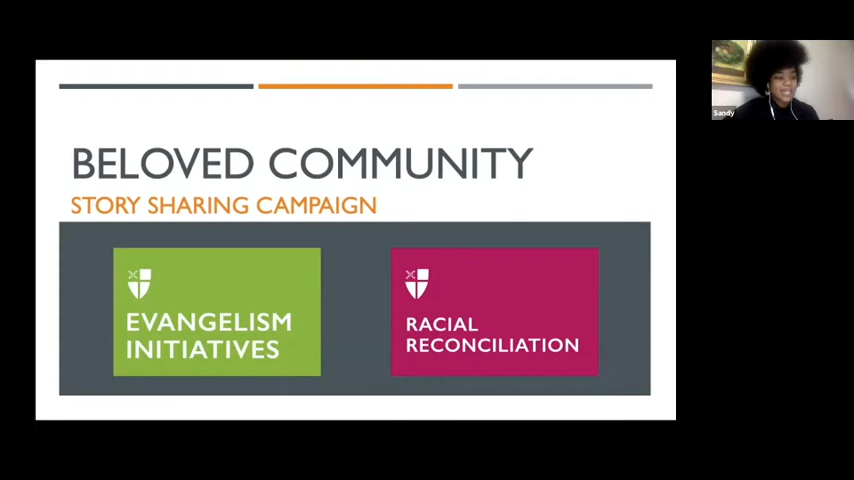 BELOVED COMMUNITY
STORY SHARING CAMPAIGN
EVANGELISM
INITIATIVES
RACIAL
RECONCILIATION
Sandy